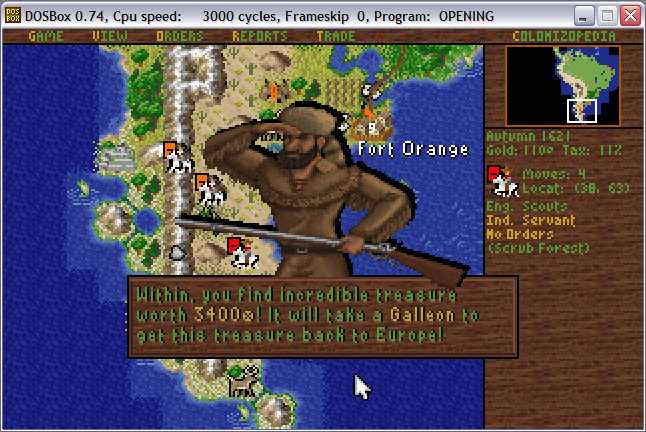 DOSBox 0.74, Cpu speed: 3000 cycles, Frameskip 0, Program: OPENING
GAME VIEW ORDERS REPORTS TRADE COLONIZOPEDIA
Fort Orange
Autumn 1621
Gold: 1100 Tax: 11%
Moves: 4
Locat: (38, 63)
Eng. Scouts
Ind. Servant
No Orders
(Scrub Forest)
Within, you find incredible treasure
worth 3400! It will take a Galleon to
get this treasure back to Europe!